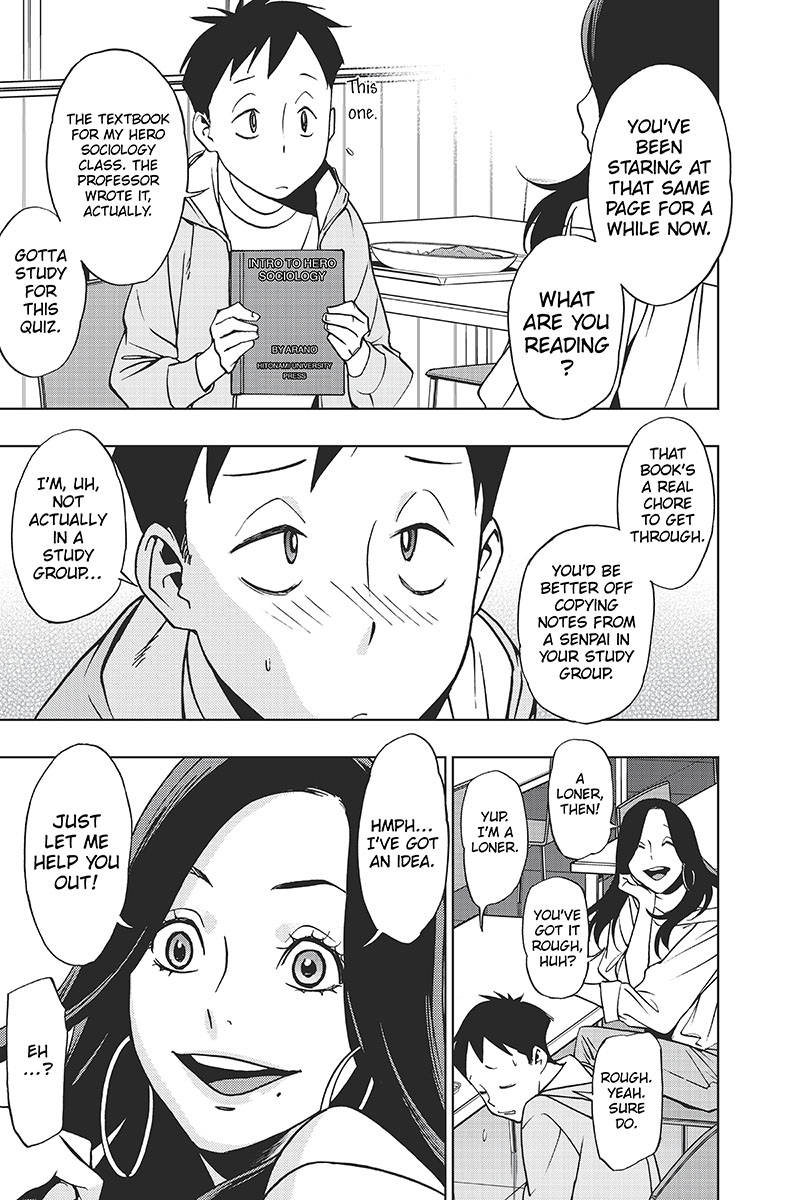 YOU'VE
BEEN
STARING AT
THAT SAME
PAGE FOR A
WHILE NOW.
WHAT
ARE YOU
READING
?
This
one.
INTRO TO HERO
SOCIOLOGY
BY ARANO
HITONAMI UNIVERSITY
PRESS
THE TEXTBOOK
FOR MY HERO
SOCIOLOGY
CLASS. THE
PROFESSOR
WROTE IT,
ACTUALLY.
GOTTA
STUDY
FOR
THIS
QUIZ.
THAT
BOOK'S
A REAL
CHORE
TO GET
THROUGH.
YOU'D BE
BETTER OFF
COPYING
NOTES FROM
A SENPAI IN
YOUR STUDY
GROUP.
I'M, UH,
NOT
ACTUALLY
IN A
STUDY
GROUP...
A
LONER,
THEN!
YUP.
I'M A
LONER.
YOU'VE
GOT IT
ROUGH,
HUH?
ROUGH.
YEAH.
SURE
DO.
HMPH...
I'VE GOT
AN IDEA.
JUST
LET ME
HELP YOU
OUT!
EH
...?